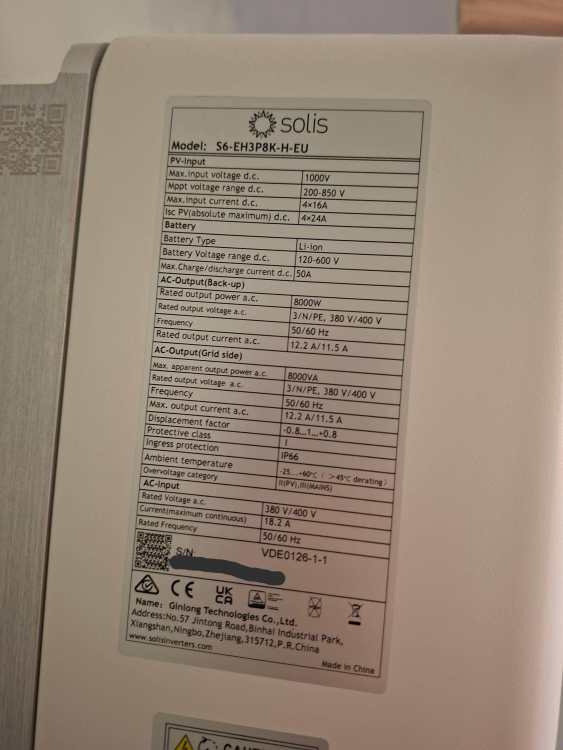 solis
Model: S6-EH3P8K-H-EU
PV-Input
Max.input voltage d.c. 1000V
Mppt voltage range d.c. 200-850 V
Max.input current d.c. 4×16A
Isc PV(absolute maximum) d.c. 4×24A
Battery
Battery Type Li-ion
Battery Voltage range d.c. 120-600 V
Max.Charge/discharge current d.c. 50A
AC-Output(Back-up)
Rated output power a.c. 8000W
Rated output voltage a.c. 3/N/PE, 380 V/400 V
Frequency 50/60 Hz
Rated output current a.c. 12.2 A/11.5 A
AC-Output(Grid side)
Max. apparent output power a.c. 8000VA
Rated output voltage a.c. 3/N/PE, 380 V/400 V
Frequency 50/60 Hz
Max. output current a.c. 12.2 A/11.5 A
Displacement factor -0.8...1...+0.8
Protective class I
Ingress protection IP66
Ambient temperature -25...+60℃ ( >45℃ derating)
Overvoltage category II(PV),III(MAINS)
AC-Input
Rated Voltage a.c. 380 V/400 V
Current(maximum continuous) 18.2 A
Rated Frequency 50/60 Hz
S/N VDE0126-1-1
CE UK CA
Name: Ginlong Technologies Co.,Ltd.
Address:No.57 Jintong Road,Binhai Industrial Park,
Xiangshan,Ningbo,Zhejiang,315712,P.R.China
www.solisinverters.com Made in China